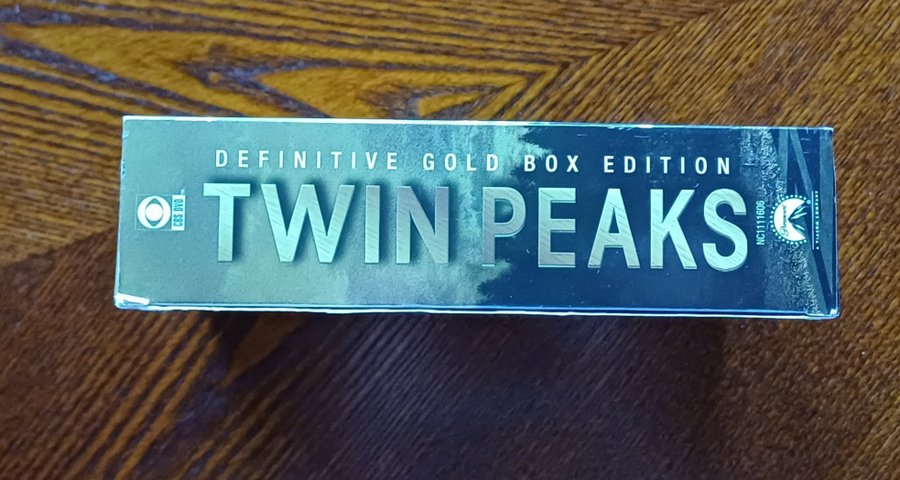 DEFINITIVE GOLD BOX EDITION
TWIN PEAKS
CBS DVD
NC1111606